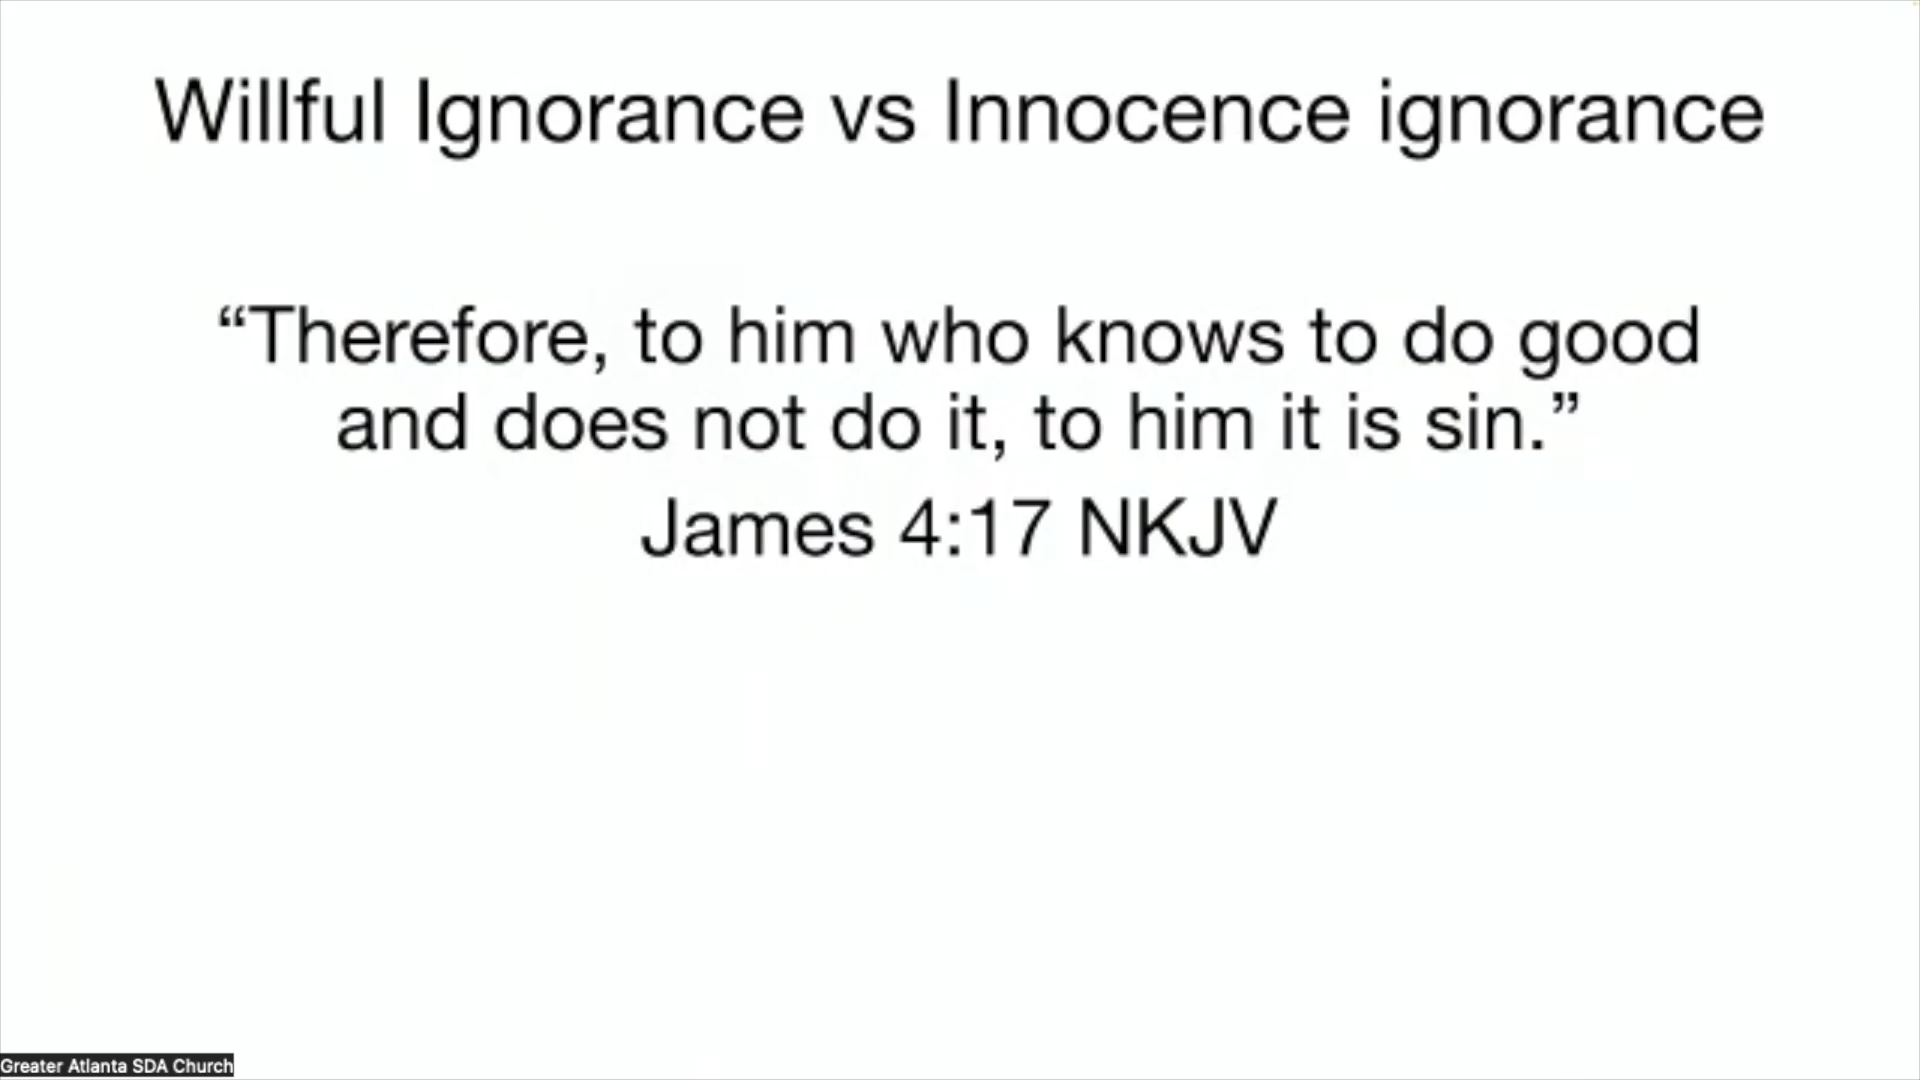 Willful Ignorance vs Innocence ignorance
“Therefore, to him who knows to do good
and does not do it, to him it is sin.”
James 4:17 NKJV
Greater Atlanta SDA Church